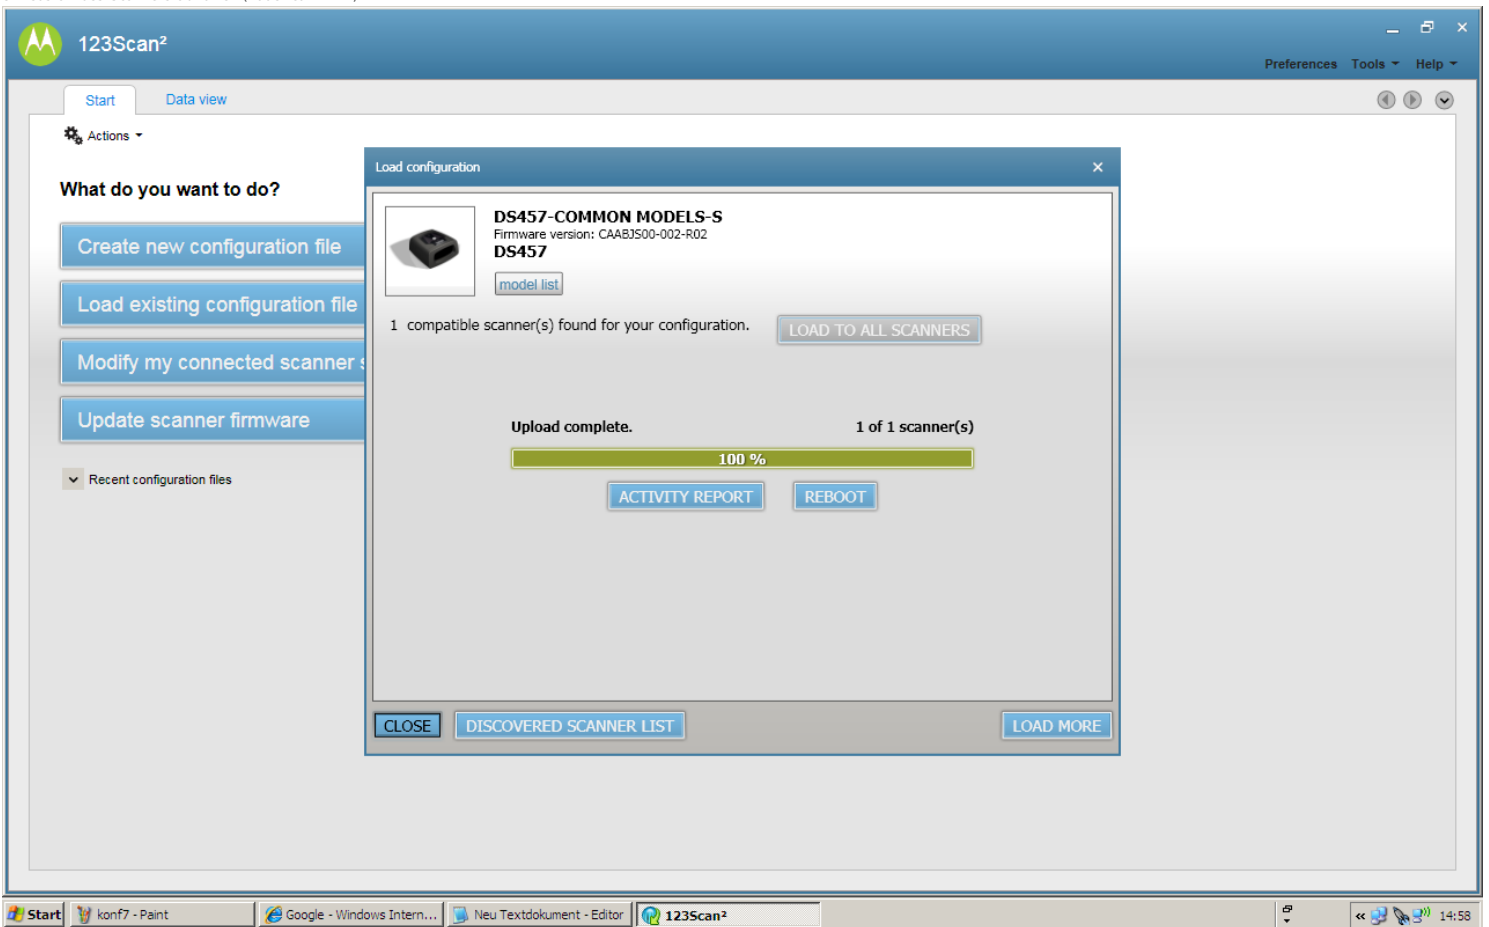 123Scan²
Preferences Tools Help
Start Data view
Actions
What do you want to do?
Create new configuration file
Load existing configuration file
Modify my connected scanner
Update scanner firmware
Recent configuration files
Load configuration
DS457-COMMON MODELS-S
Firmware version: CAABJS00-002-R02
DS457
model list
1 compatible scanner(s) found for your configuration. LOAD TO ALL SCANNERS
Upload complete. 1 of 1 scanner(s)
100 %
ACTIVITY REPORT REBOOT
CLOSE DISCOVERED SCANNER LIST LOAD MORE
Start konf7 - Paint Google - Windows Intern... Neu Textdokument - Editor 123Scan² 14:58